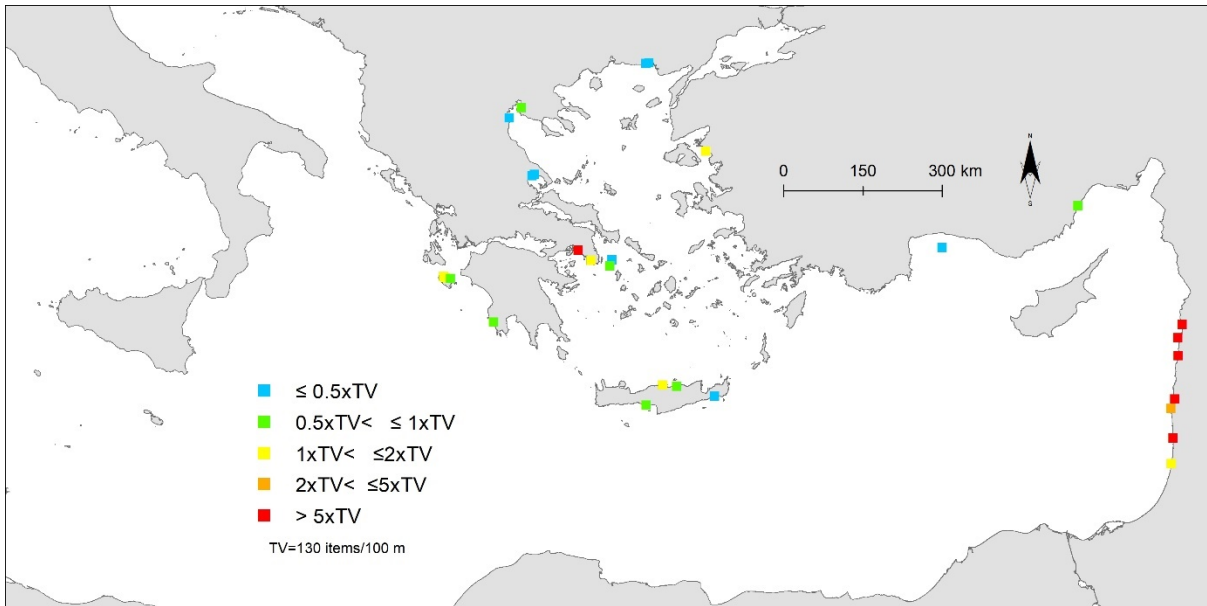 N
0 150 300 km
S
≤ 0.5xTV
0.5xTV< ≤ 1xTV
1xTV< ≤2xTV
2xTV< ≤5xTV
> 5xTV
TV=130 items/100 m